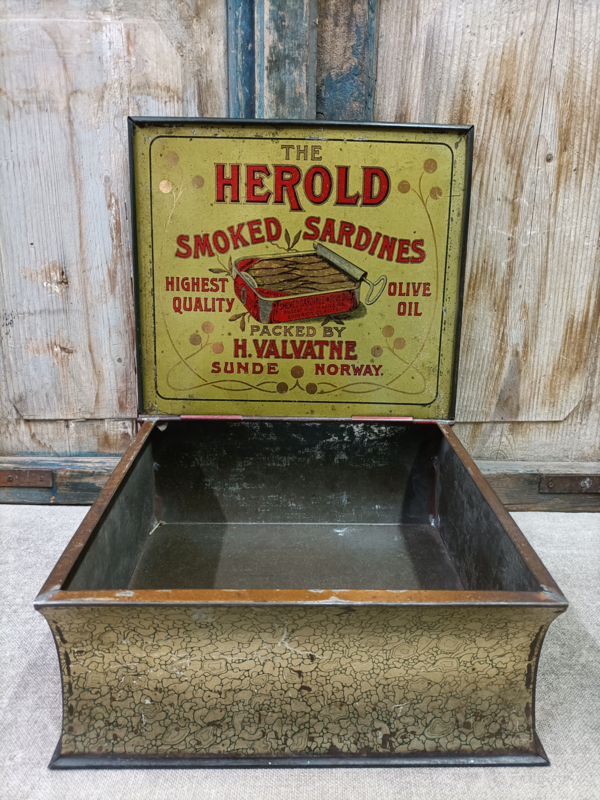 THE
HEROLD
SMOKED SARDINES
HIGHEST QUALITY
OLIVE OIL
PACKED BY
H. VALVATNE
SUNDE NORWAY.